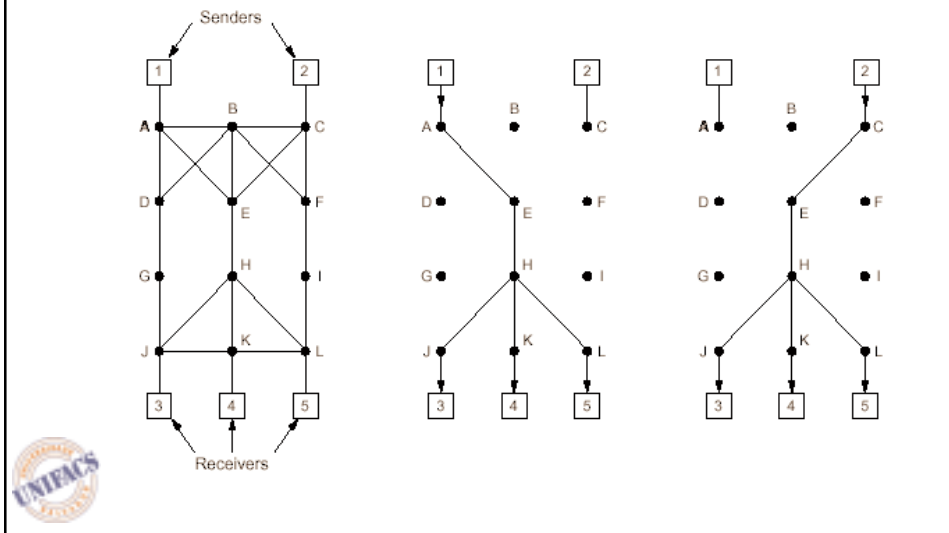 Senders
1 2 1 2 1 2
B B B
A C A C A C
D F D F D F
E E E
H H H
G I G I G I
K K K
J L J L J L
3 4 5 3 4 5 3 4 5
Receivers
UNIFACS